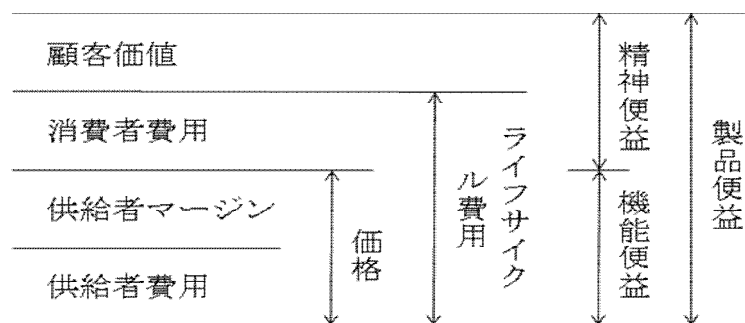 顧客価値
消費者費用
供給者マージン
供給者費用
価格
ライフサイク
ル費用
精神便益
機能便益
製品便益